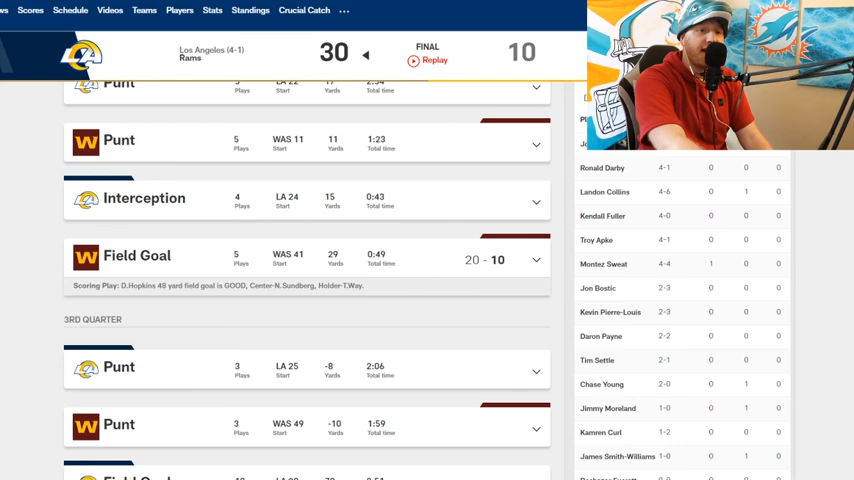 ws Scores Schedule Videos Teams Players Stats Standings Crucial Catch ...
Los Angeles (4-1)
Rams
30
FINAL
Replay
10
Punt
Plays Start Yards Total time
W Punt 5 WAS 11 11 1:23
Plays Start Yards Total time
Interception 4 LA 24 15 0:43
Plays Start Yards Total time
W Field Goal 5 WAS 41 29 0:49 20 - 10
Plays Start Yards Total time
Scoring Play: D.Hopkins 48 yard field goal is GOOD, Center-N.Sundberg, Holder-T.Way.
3RD QUARTER
Punt 3 LA 25 -8 2:06
Plays Start Yards Total time
W Punt 3 WAS 49 -10 1:59
Plays Start Yards Total time
Ronald Darby 4-1 0 0 0
Landon Collins 4-6 0 1 0
Kendall Fuller 4-0 0 0 0
Troy Apke 4-1 0 0 0
Montez Sweat 4-4 1 0 0
Jon Bostic 2-3 0 0 0
Kevin Pierre-Louis 2-3 0 0 0
Daron Payne 2-2 0 0 0
Tim Settle 2-1 0 0 0
Chase Young 2-0 0 1 0
Jimmy Moreland 1-0 0 1 0
Kamren Curl 1-2 0 0 0
James Smith-Williams 1-0 0 1 0